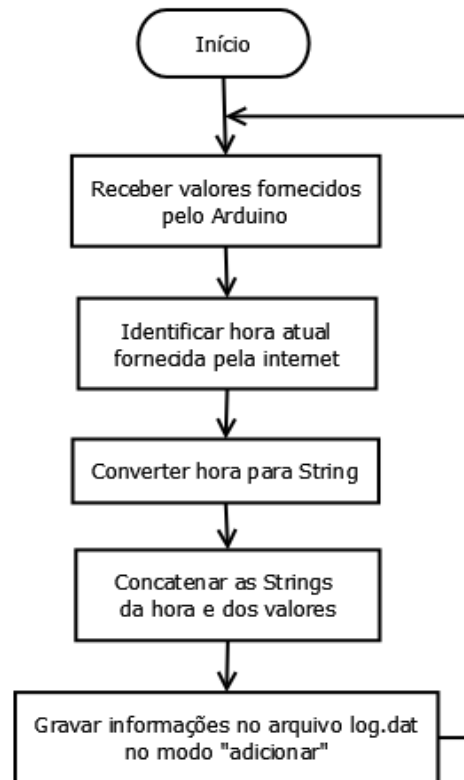 Início
Receber valores fornecidos
pelo Arduino
Identificar hora atual
fornecida pela internet
Converter hora para String
Concatenar as Strings
da hora e dos valores
Gravar informações no arquivo log.dat
no modo "adicionar"